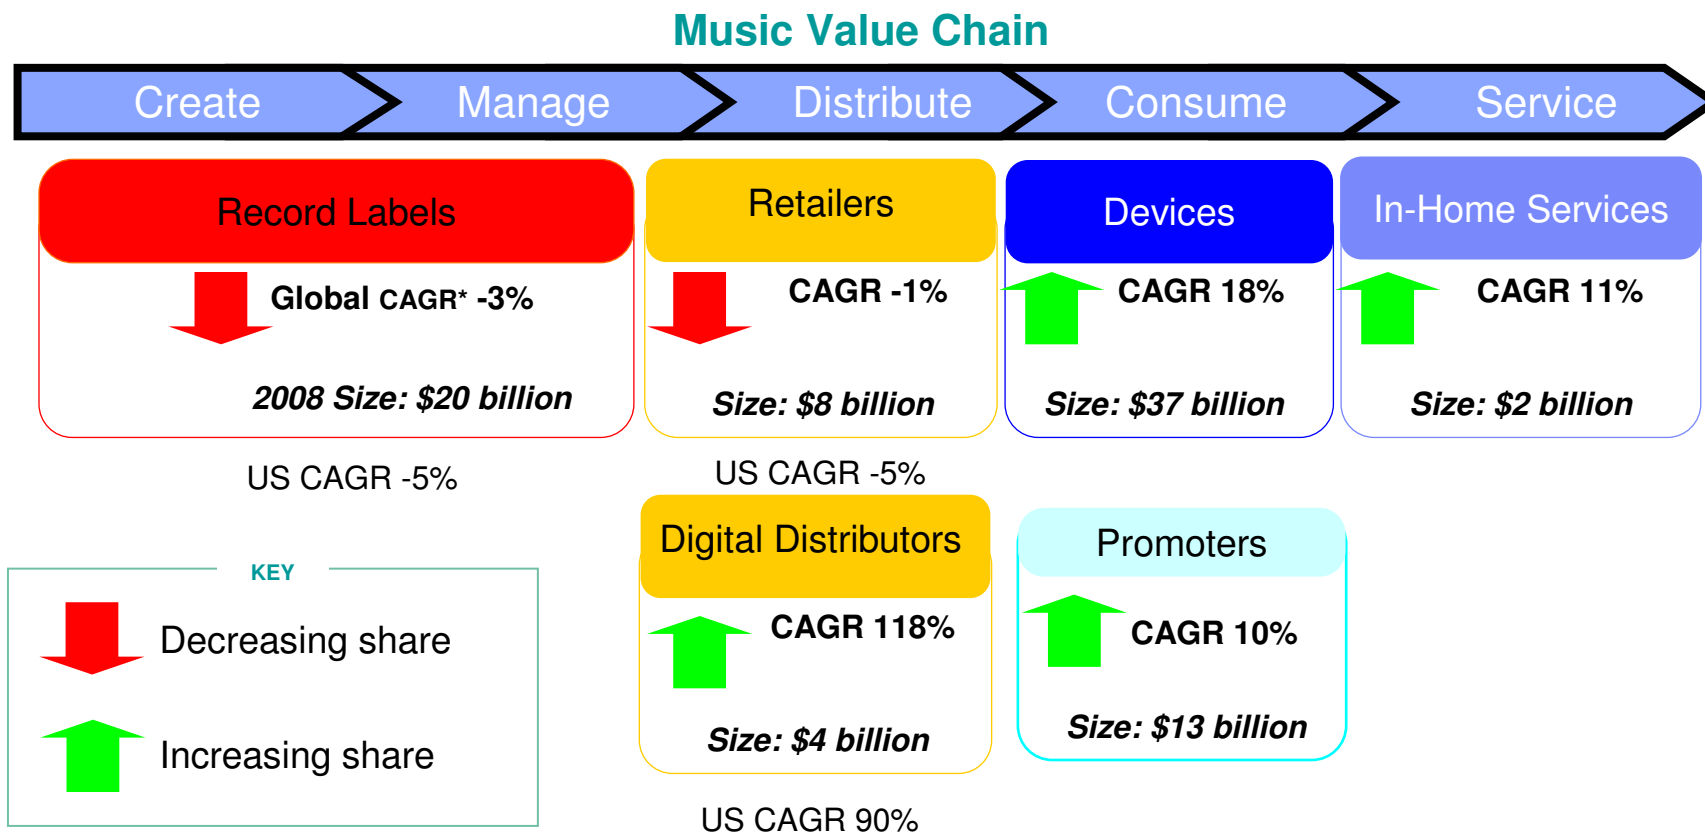 Music Value Chain
Create
Manage
Distribute
Consume
Service
Record Labels
Global CAGR* -3%
2008 Size: $20 billion
US CAGR -5%
Retailers
CAGR -1%
Size: $8 billion
US CAGR -5%
Devices
CAGR 18%
Size: $37 billion
In-Home Services
CAGR 11%
Size: $2 billion
Digital Distributors
CAGR 118%
Size: $4 billion
US CAGR 90%
Promoters
CAGR 10%
Size: $13 billion
KEY
Decreasing share
Increasing share